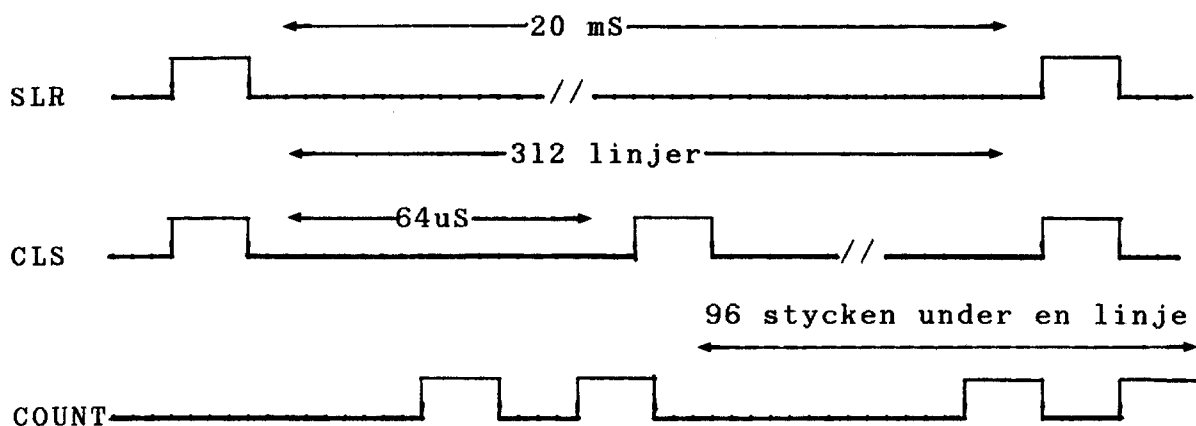 20 mS
SLR
312 linjer
64uS
CLS
96 stycken under en linje
COUNT